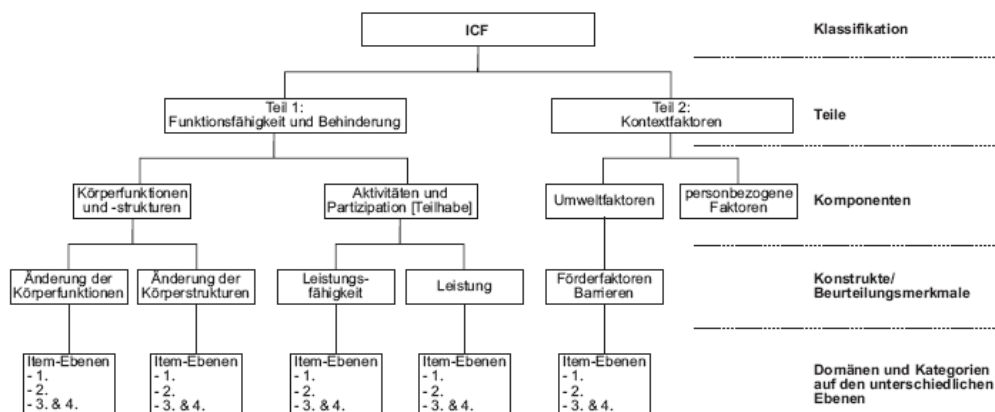 ICF
Klassifikation
Teil 1:
Funktionsfähigkeit und Behinderung
Teil 2:
Kontextfaktoren
Teile
Körperfunktionen
und -strukturen
Aktivitäten und
Partizipation [Teilhabe]
Umweltfaktoren
personbezogene
Faktoren
Komponenten
Änderung der
Körperfunktionen
Änderung der
Körperstrukturen
Leistungs-
fähigkeit
Leistung
Förderfaktoren
Barrieren
Konstrukte/
Beurteilungsmerkmale
Item-Ebenen
- 1.
- 2.
- 3. & 4.
Item-Ebenen
- 1.
- 2.
- 3. & 4.
Item-Ebenen
- 1.
- 2.
- 3. & 4.
Item-Ebenen
- 1.
- 2.
- 3. & 4.
Item-Ebenen
- 1.
- 2.
- 3. & 4.
Domänen und Kategorien
auf den unterschiedlichen
Ebenen